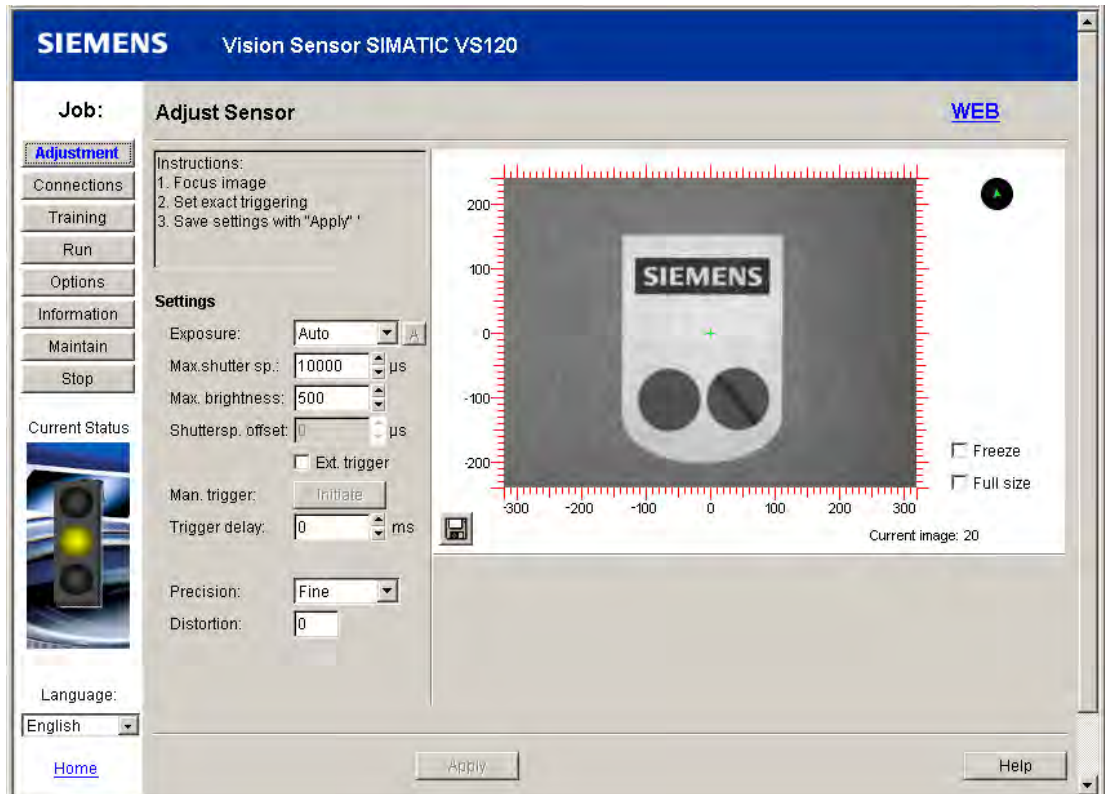 SIEMENS Vision Sensor SIMATIC VS120
Job:
Adjust Sensor
WEB
Adjustment
Connections
Training
Run
Options
Information
Maintain
Stop
Current Status
Language:
English
Home
Instructions:
1. Focus image
2. Set exact triggering
3. Save settings with "Apply" '
Settings
Exposure: Auto A
Max.shutter sp.: 10000 µs
Max. brightness: 500
Shuttersp. offset: 0 µs
Ext. trigger
Man. trigger: Initiate
Trigger delay: 0 ms
Precision: Fine
Distortion: 0
200
100
0
-100
-200
SIEMENS
-300 -200 -100 0 100 200 300
Freeze
Full size
Current image: 20
Apply
Help